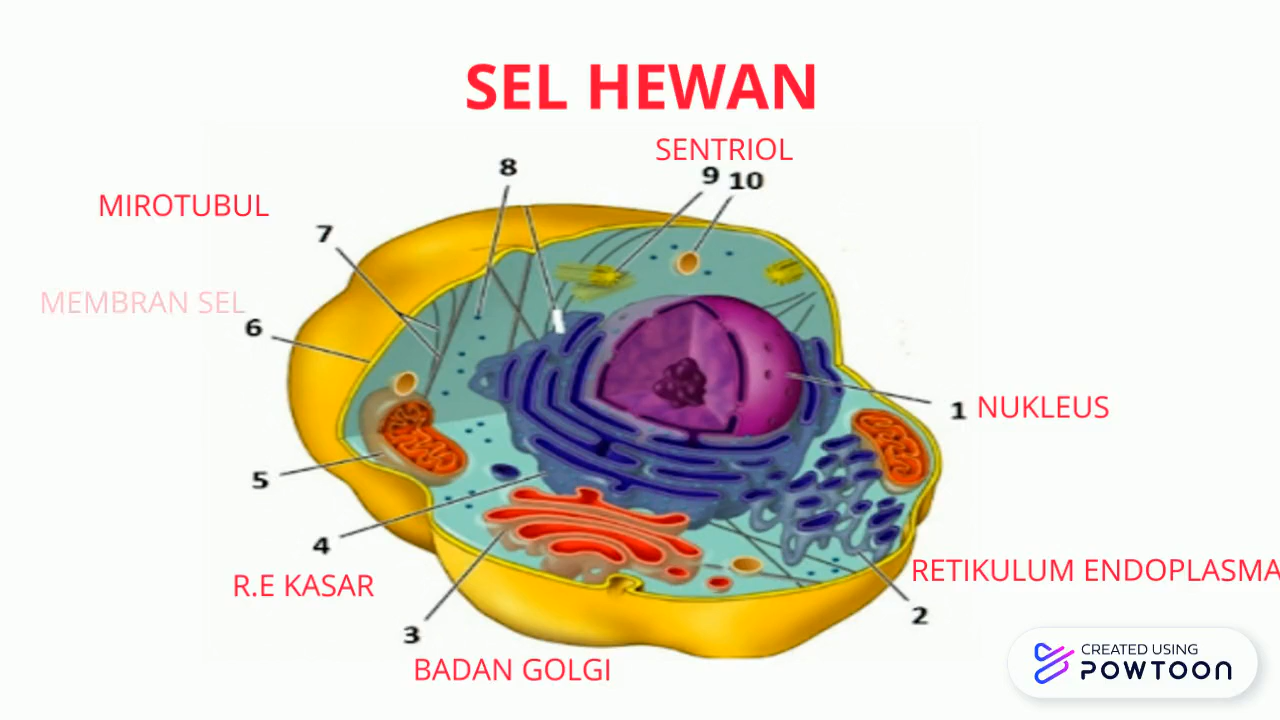 SEL HEWAN
SENTRIOL
8
9 10
MIROTUBUL
7
MEMBRAN SEL
6
1 NUKLEUS
5
4
RETIKULUM ENDOPLASMA
R.E KASAR
2
3
BADAN GOLGI
CREATED USING
POWTOON